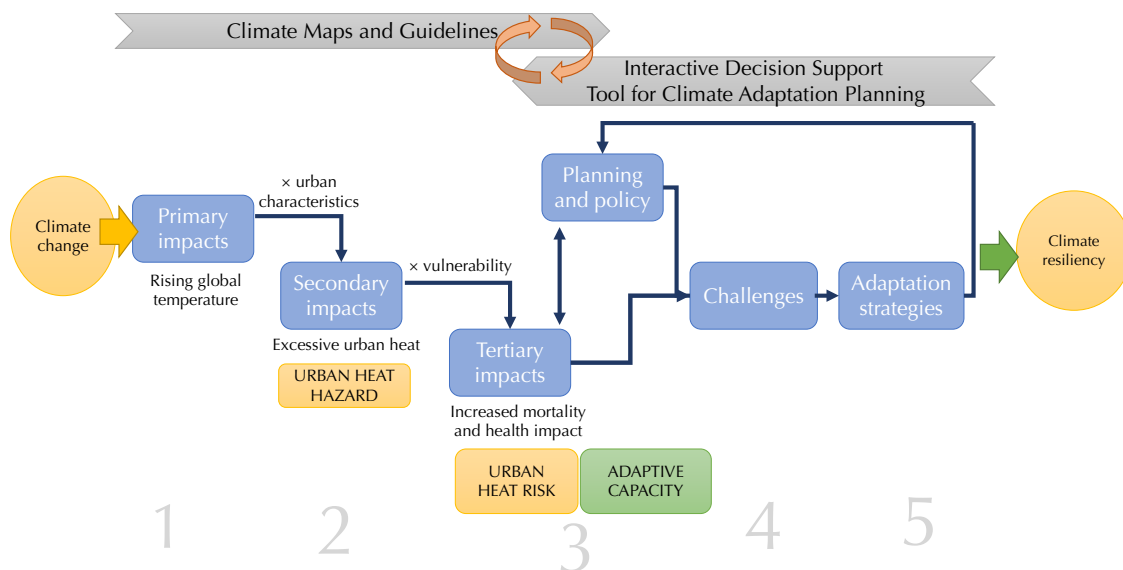 Climate Maps and Guidelines
Interactive Decision Support
Tool for Climate Adaptation Planning
Climate
change
Primary
impacts
Rising global
temperature
× urban
characteristics
Secondary
impacts
Excessive urban heat
URBAN HEAT
HAZARD
× vulnerability
Tertiary
impacts
Increased mortality
and health impact
URBAN
HEAT RISK
ADAPTIVE
CAPACITY
Planning
and policy
Challenges
Adaptation
strategies
Climate
resiliency
1
2
3
4
5